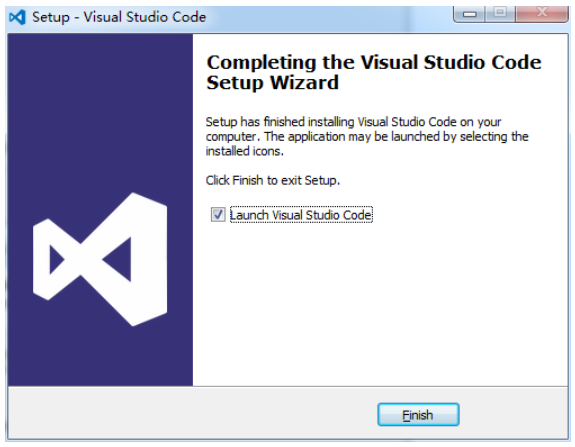 Setup - Visual Studio Code
Completing the Visual Studio Code
Setup Wizard
Setup has finished installing Visual Studio Code on your
computer. The application may be launched by selecting the
installed icons.
Click Finish to exit Setup.
Launch Visual Studio Code
Finish